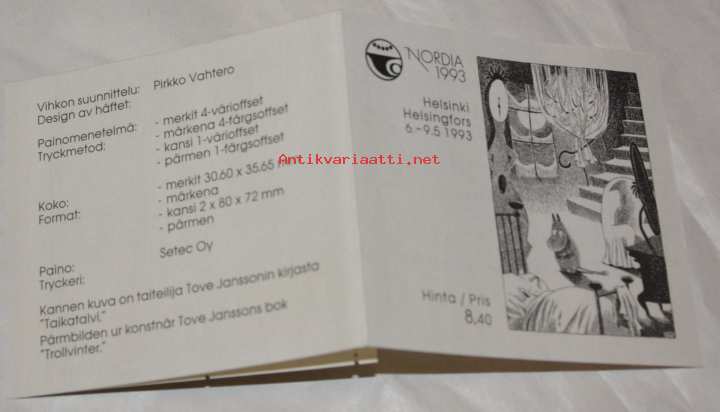 Vihkon suunnittelu: Pirkko Vahtero
Design av häftet:
Painomenetelmä: - merkit 4-värioffset
Tryckmetod: - märkena 4-färgsoffset
- kansi 1-värioffset
- pärmen 1-färgsoffset
Koko: - merkit 30.60 x 35.65 m
Format: - märkena
- kansi 2 x 80 x 72 mm
- pärmen
Paino: Setec Oy
Tryckeri:
Kannen kuva on taiteilija Tove Janssonin kirjasta
"Taikatalvi."
Pärmbilden ur konstnär Tove Janssons bok
"Trollvinter."
NORDIA
1993
Helsinki
Helsingfors
6.-9.5 1993
Hinta / Pris
8,40
Antikvariaatti.net